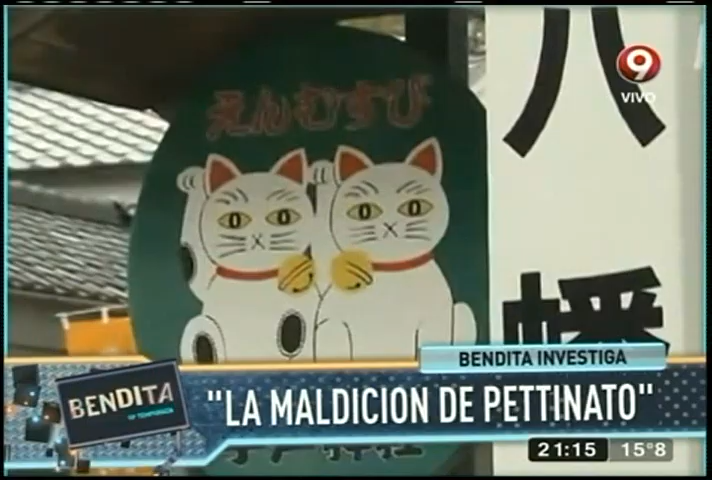 えんむすび
八幡
9
VIVO
BENDITA INVESTIGA
BENDITA
"LA MALDICION DE PETTINATO"
21:15 15°8